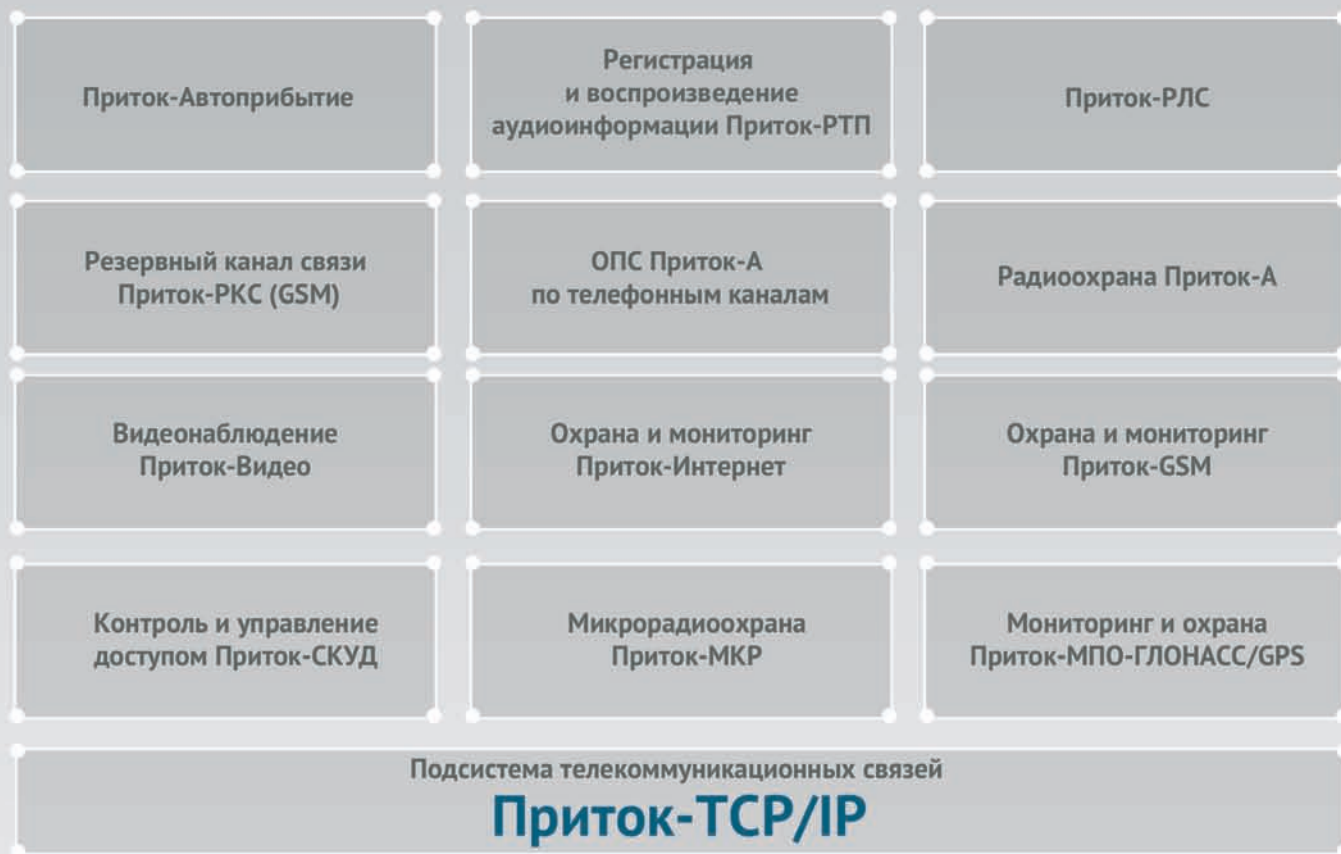 Приток-Автоприбытие
Регистрация
и воспроизведение
аудиоинформации Приток-РТП
Приток-РЛС
Резервный канал связи
Приток-РКС (GSM)
ОПС Приток-А
по телефонным каналам
Радиоохрана Приток-А
Видеонаблюдение
Приток-Видео
Охрана и мониторинг
Приток-Интернет
Охрана и мониторинг
Приток-GSM
Контроль и управление
доступом Приток-СКУД
Микрорадиоохрана
Приток-МКР
Мониторинг и охрана
Приток-МПО-ГЛОНАСС/GPS
Подсистема телекоммуникационных связей
Приток-TCP/IP